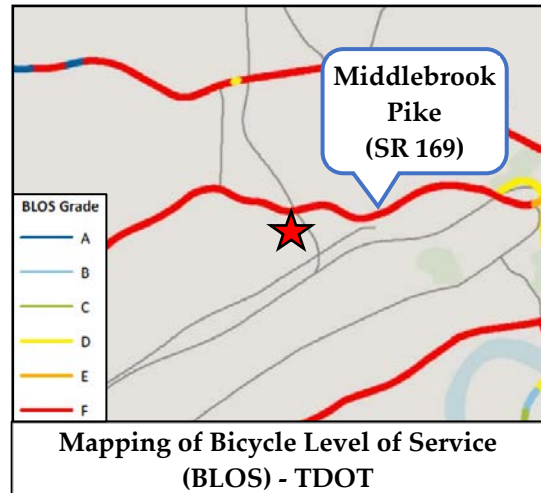 Middlebrook
Pike
(SR 169)
BLOS Grade
A
B
C
D
E
F
Mapping of Bicycle Level of Service
(BLOS) - TDOT